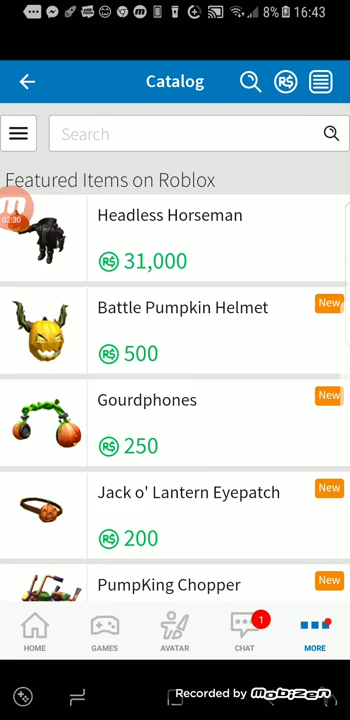 8% 16:43
Catalog
R$
Search
Featured Items on Roblox
02:30
Headless Horseman
R$ 31,000
Battle Pumpkin Helmet
New
R$ 500
Gourdphones
New
R$ 250
Jack o' Lantern Eyepatch
New
R$ 200
PumpKing Chopper
New
1
HOME GAMES AVATAR CHAT MORE
Recorded by Mobizen